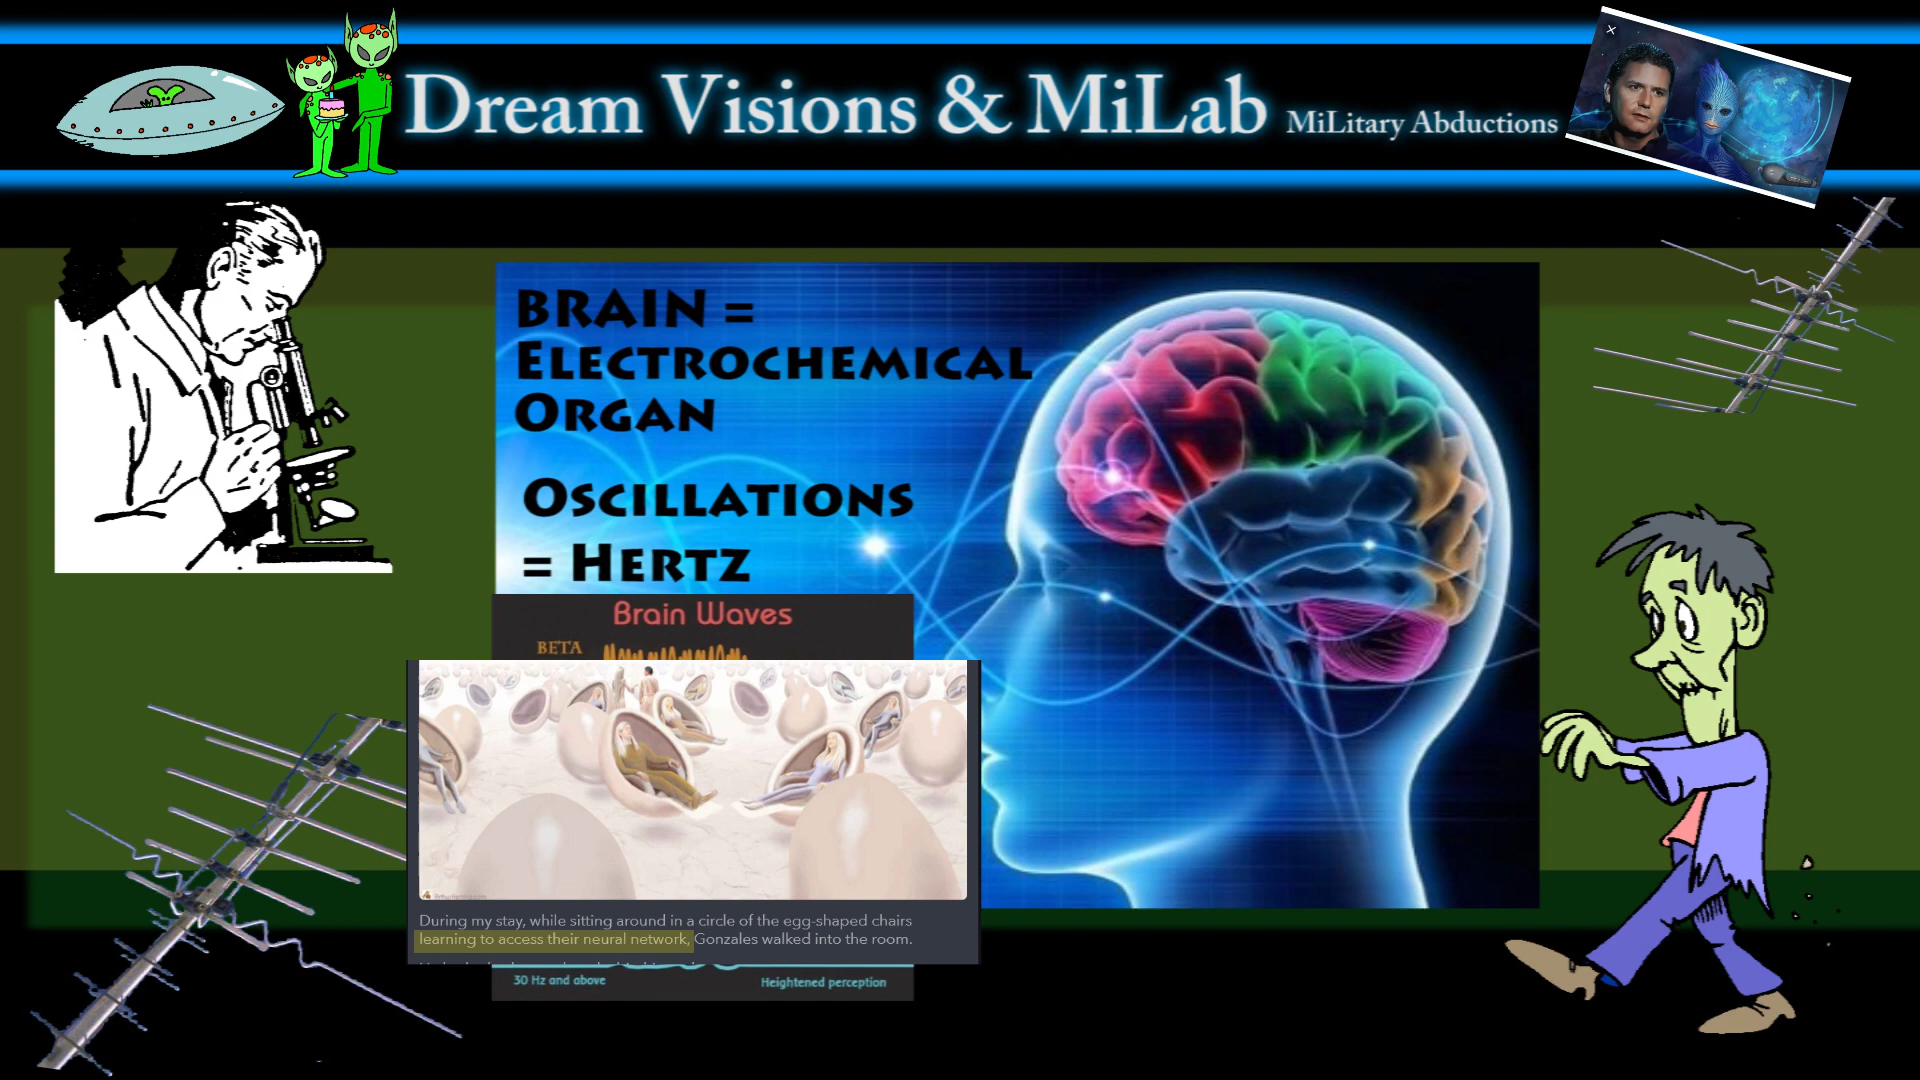 Dream Visions & MiLab MiLitary Abductions
BRAIN =
ELECTROCHEMICAL
ORGAN
OSCILLATIONS
= HERTZ
Brain Waves
BETA
During my stay, while sitting around in a circle of the egg-shaped chairs
learning to access their neural network, Gonzales walked into the room.
30 Hz and above
Heightened perception